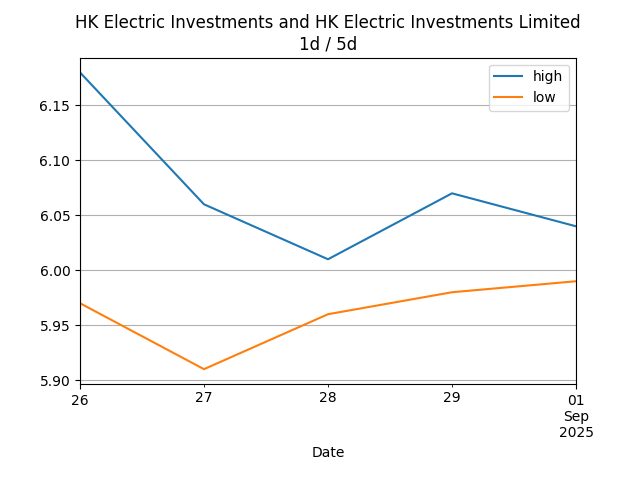 HK Electric Investments and HK Electric Investments Limited
1d / 5d
high
low
6.15
6.10
6.05
6.00
5.95
5.90
26
27
28
29
01
Sep
2025
Date